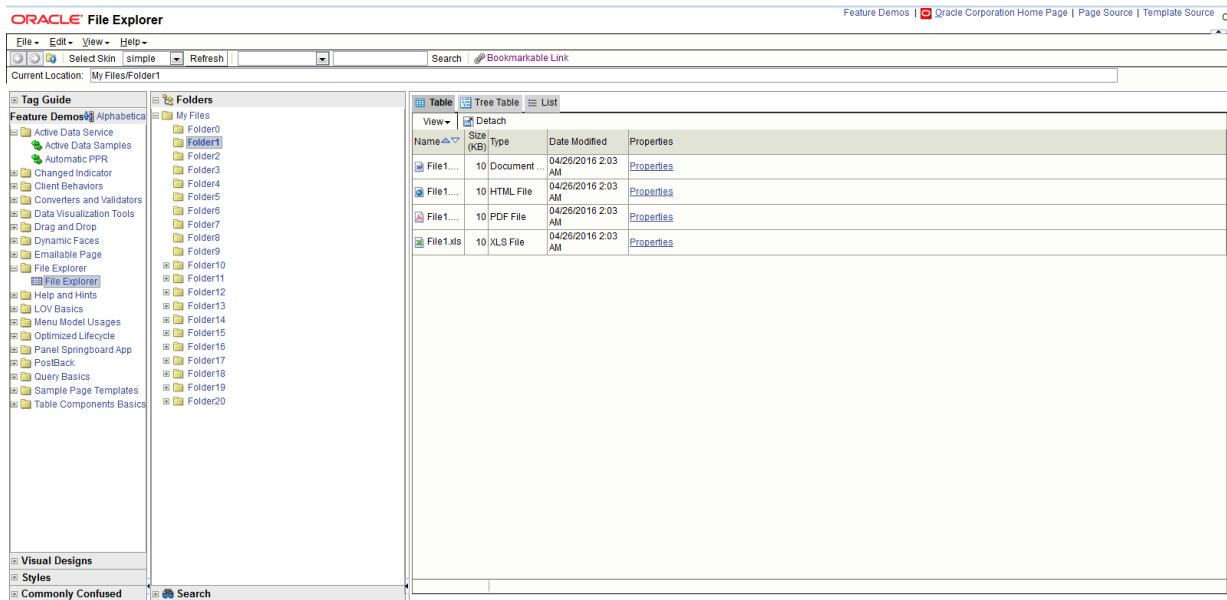 ORACLE File Explorer
Feature Demos | Oracle Corporation Home Page | Page Source | Template Source
File Edit View Help
Select Skin simple Refresh Search Bookmarkable Link
Current Location: My Files/Folder1
Tag Guide
Feature Demos Alphabetica
Active Data Service
Active Data Samples
Automatic PPR
Changed Indicator
Client Behaviors
Converters and Validators
Data Visualization Tools
Drag and Drop
Dynamic Faces
Emailable Page
File Explorer
File Explorer
Help and Hints
LOV Basics
Menu Model Usages
Optimized Lifecycle
Panel Springboard App
PostBack
Query Basics
Sample Page Templates
Table Components Basics
Visual Designs
Styles
Commonly Confused
Folders
My Files
Folder0
Folder1
Folder2
Folder3
Folder4
Folder5
Folder6
Folder7
Folder8
Folder9
Folder10
Folder11
Folder12
Folder13
Folder14
Folder15
Folder16
Folder17
Folder18
Folder19
Folder20
Search
Table Tree Table List
View Detach
Name Size (KB) Type Date Modified Properties
File1.... 10 Document ... 04/26/2016 2:03 AM Properties
File1.... 10 HTML File 04/26/2016 2:03 AM Properties
File1.... 10 PDF File 04/26/2016 2:03 AM Properties
File1.xls 10 XLS File 04/26/2016 2:03 AM Properties